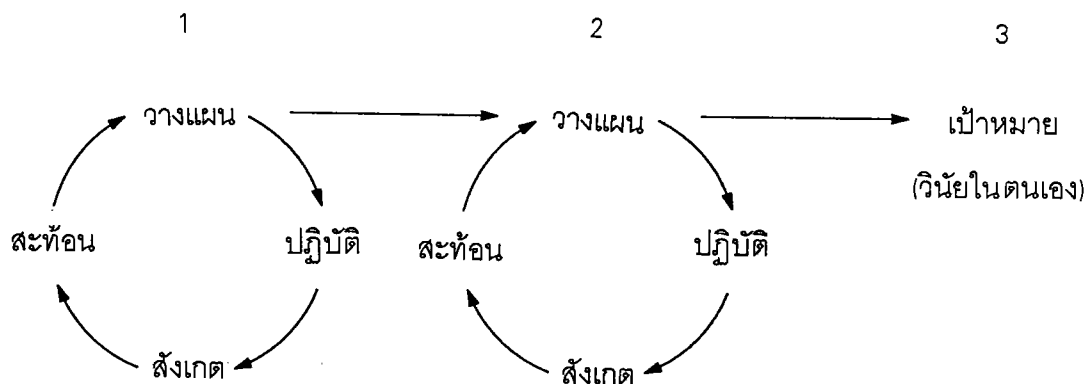 1 2 3
วางแผน วางแผน เป้าหมาย
(วินัยในตนเอง)
สะท้อน ปฏิบัติ สะท้อน ปฏิบัติ
สังเกต สังเกต